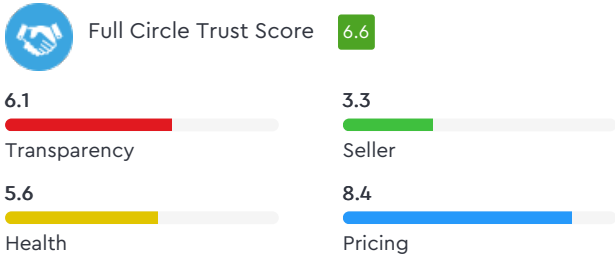 Full Circle Trust Score 6.6
6.1 3.3
Transparency Seller
5.6 8.4
Health Pricing